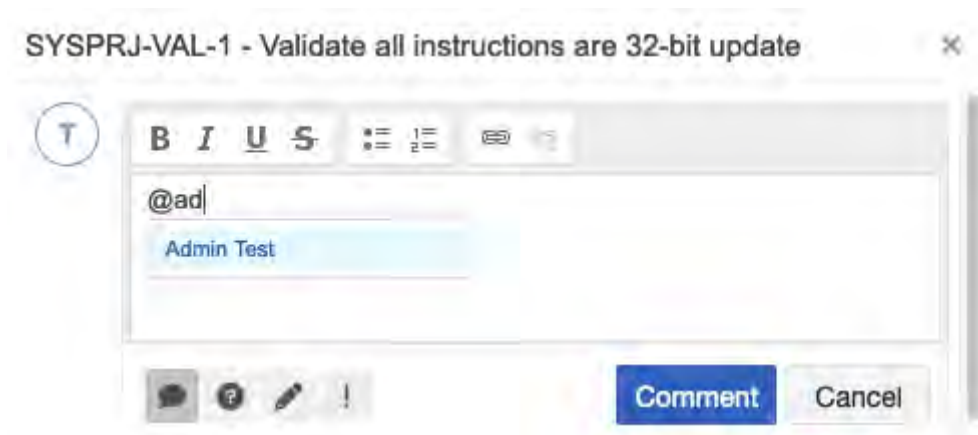 SYSPRJ-VAL-1 - Validate all instructions are 32-bit update
T
B I U S
@ad
Admin Test
Comment Cancel